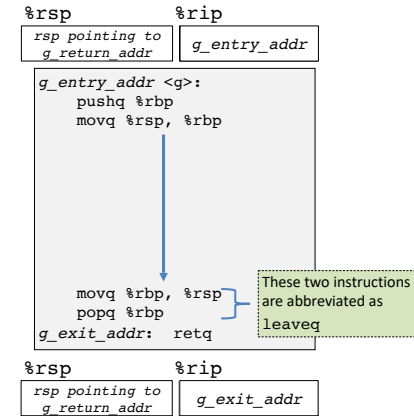 %rsp %rip
rsp pointing to
g_return_addr
g_entry_addr
g_entry_addr <g>:
pushq %rbp
movq %rsp, %rbp
movq %rbp, %rsp
popq %rbp
These two instructions
are abbreviated as
leaveq
g_exit_addr: retq
%rsp %rip
rsp pointing to
g_return_addr
g_exit_addr